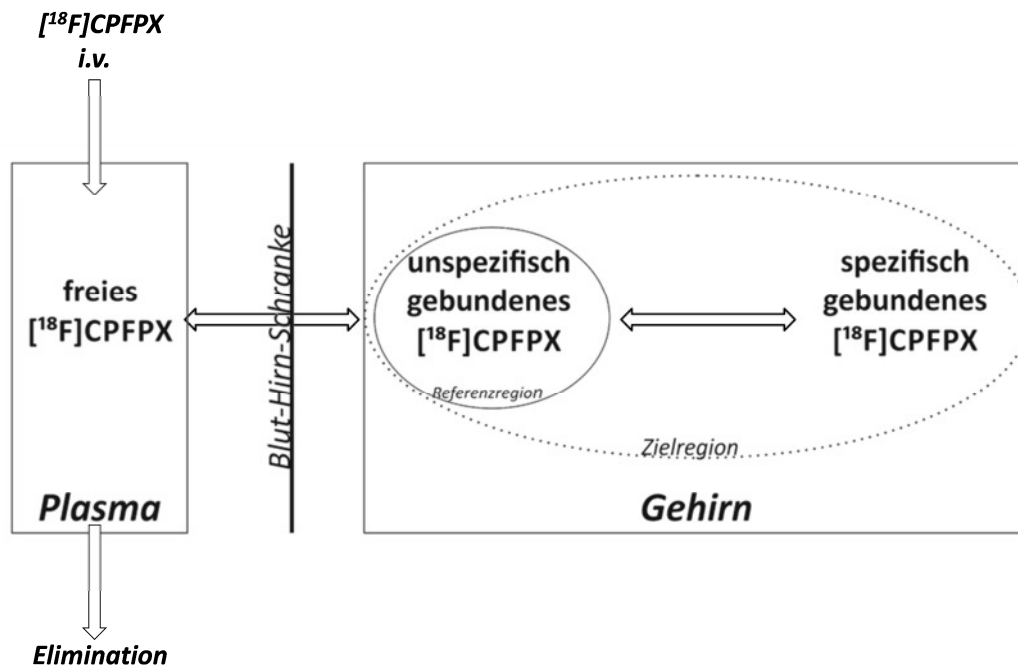 [¹⁸F]CPFPX
i.v.
freies
[¹⁸F]CPFPX
Plasma
Elimination
Blut-Hirn-Schranke
unspezifisch
gebundenes
[¹⁸F]CPFPX
Referenzregion
spezifisch
gebundenes
[¹⁸F]CPFPX
Zielregion
Gehirn